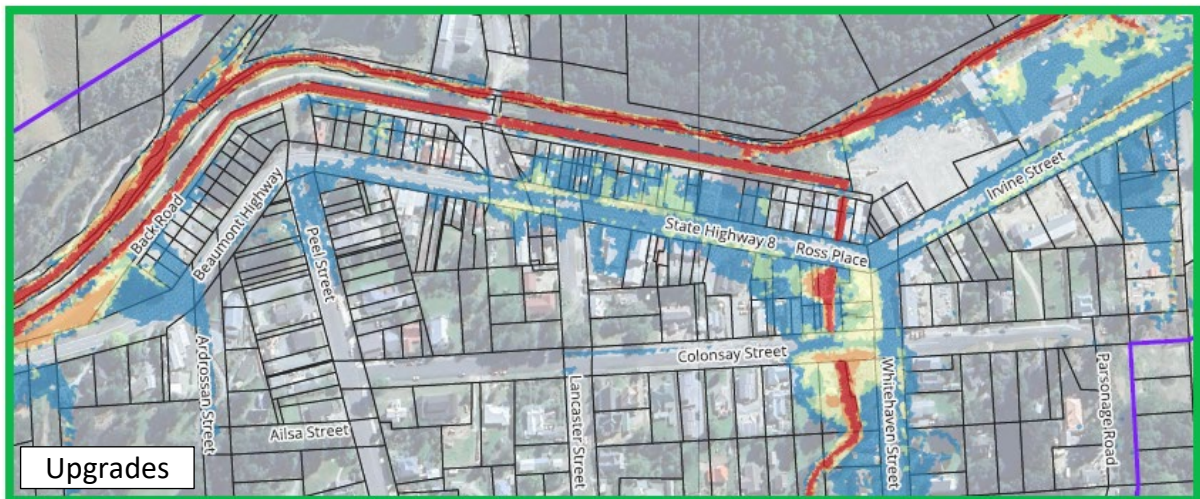 Irvine Street
Back Road
Beaumont Highway
State Highway 8
Ross Place
Peel Street
Colonsay Street
Ardrossan Street
Lancaster Street
Whitehaven Street
Parsonage Road
Ailsa Street
Upgrades